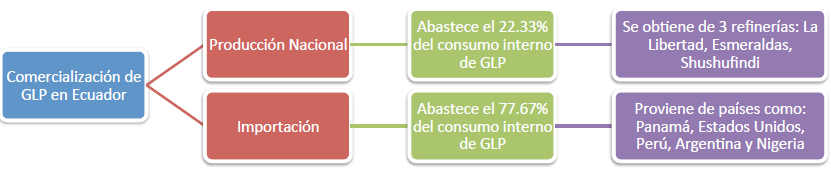 Comercialización de
GLP en Ecuador
Producción Nacional
Abastece el 22.33%
del consumo interno
de GLP
Se obtiene de 3 refinerías: La
Libertad, Esmeraldas,
Shushufindi
Importación
Abastece el 77.67%
del consumo interno
de GLP
Proviene de países como:
Panamá, Estados Unidos,
Perú, Argentina y Nigeria